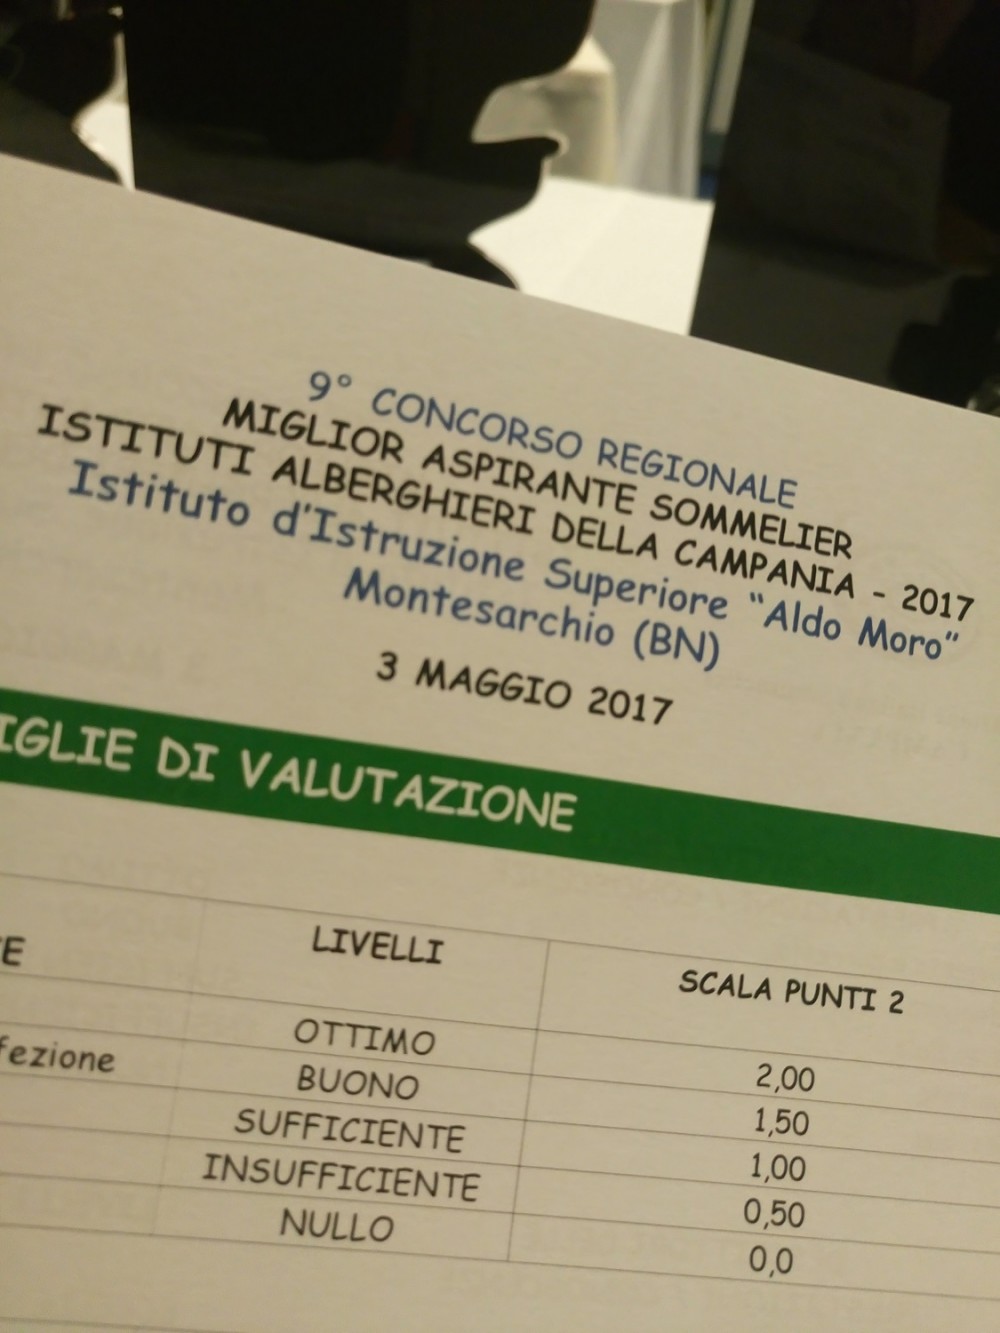 9° CONCORSO REGIONALE
MIGLIOR ASPIRANTE SOMMELIER
ISTITUTI ALBERGHIERI DELLA CAMPANIA - 2017
Istituto d'Istruzione Superiore "Aldo Moro"
Montesarchio (BN)
3 MAGGIO 2017
IGLIE DI VALUTAZIONE
E LIVELLI SCALA PUNTI 2
OTTIMO 2,00
fezione BUONO 1,50
SUFFICIENTE 1,00
INSUFFICIENTE 0,50
NULLO 0,0